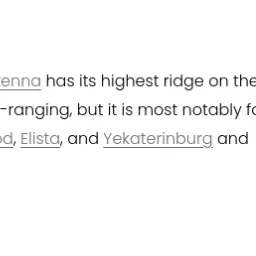 enna has its highest ridge on the
-ranging, but it is most notably fo
od, Elista, and Yekaterinburg and